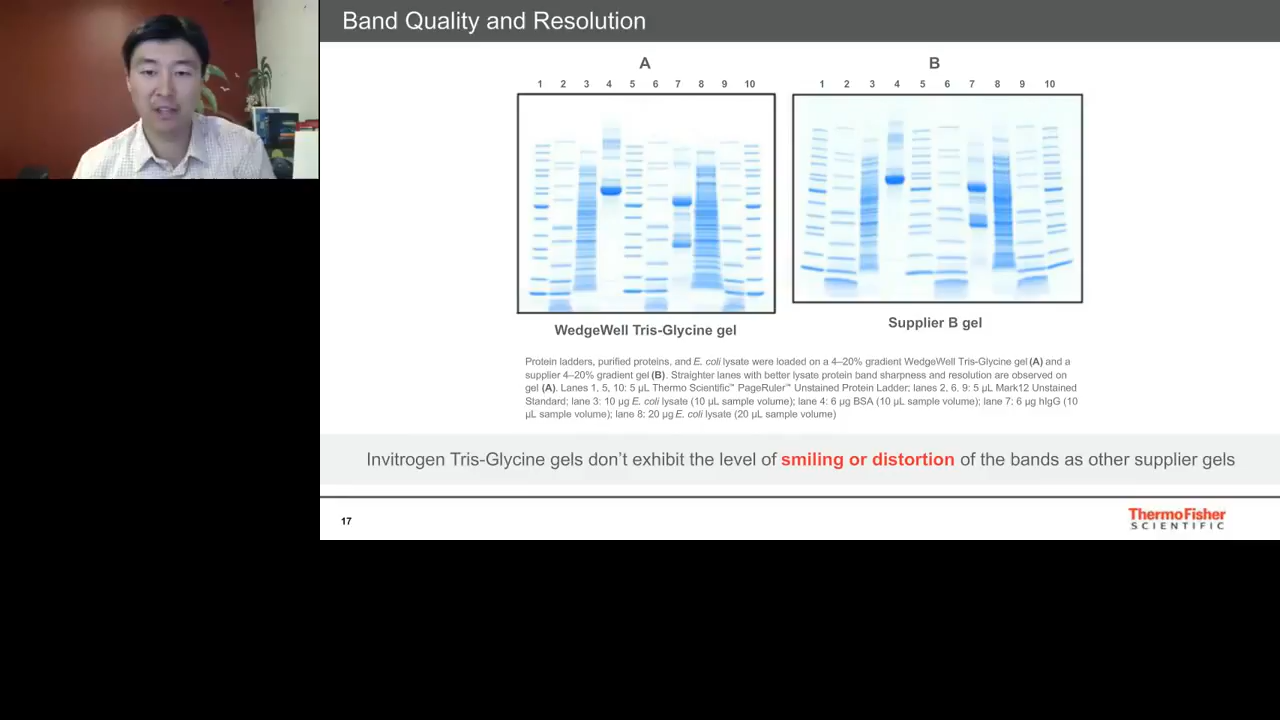 Band Quality and Resolution
A
B
1 2 3 4 5 6 7 8 9 10
1 2 3 4 5 6 7 8 9 10
WedgeWell Tris-Glycine gel
Supplier B gel
Protein ladders, purified proteins, and E. coli lysate were loaded on a 4–20% gradient WedgeWell Tris-Glycine gel (A) and a
supplier 4–20% gradient gel (B). Straighter lanes with better lysate protein band sharpness and resolution are observed on
gel (A). Lanes 1, 5, 10: 5 µL Thermo Scientific™ PageRuler™ Unstained Protein Ladder; lanes 2, 6, 9: 5 µL Mark12 Unstained
Standard; lane 3: 10 µg E. coli lysate (10 µL sample volume); lane 4: 6 µg BSA (10 µL sample volume); lane 7: 6 µg hIgG (10
µL sample volume); lane 8: 20 µg E. coli lysate (20 µL sample volume)
Invitrogen Tris-Glycine gels don’t exhibit the level of smiling or distortion of the bands as other supplier gels
17
ThermoFisher
SCIENTIFIC